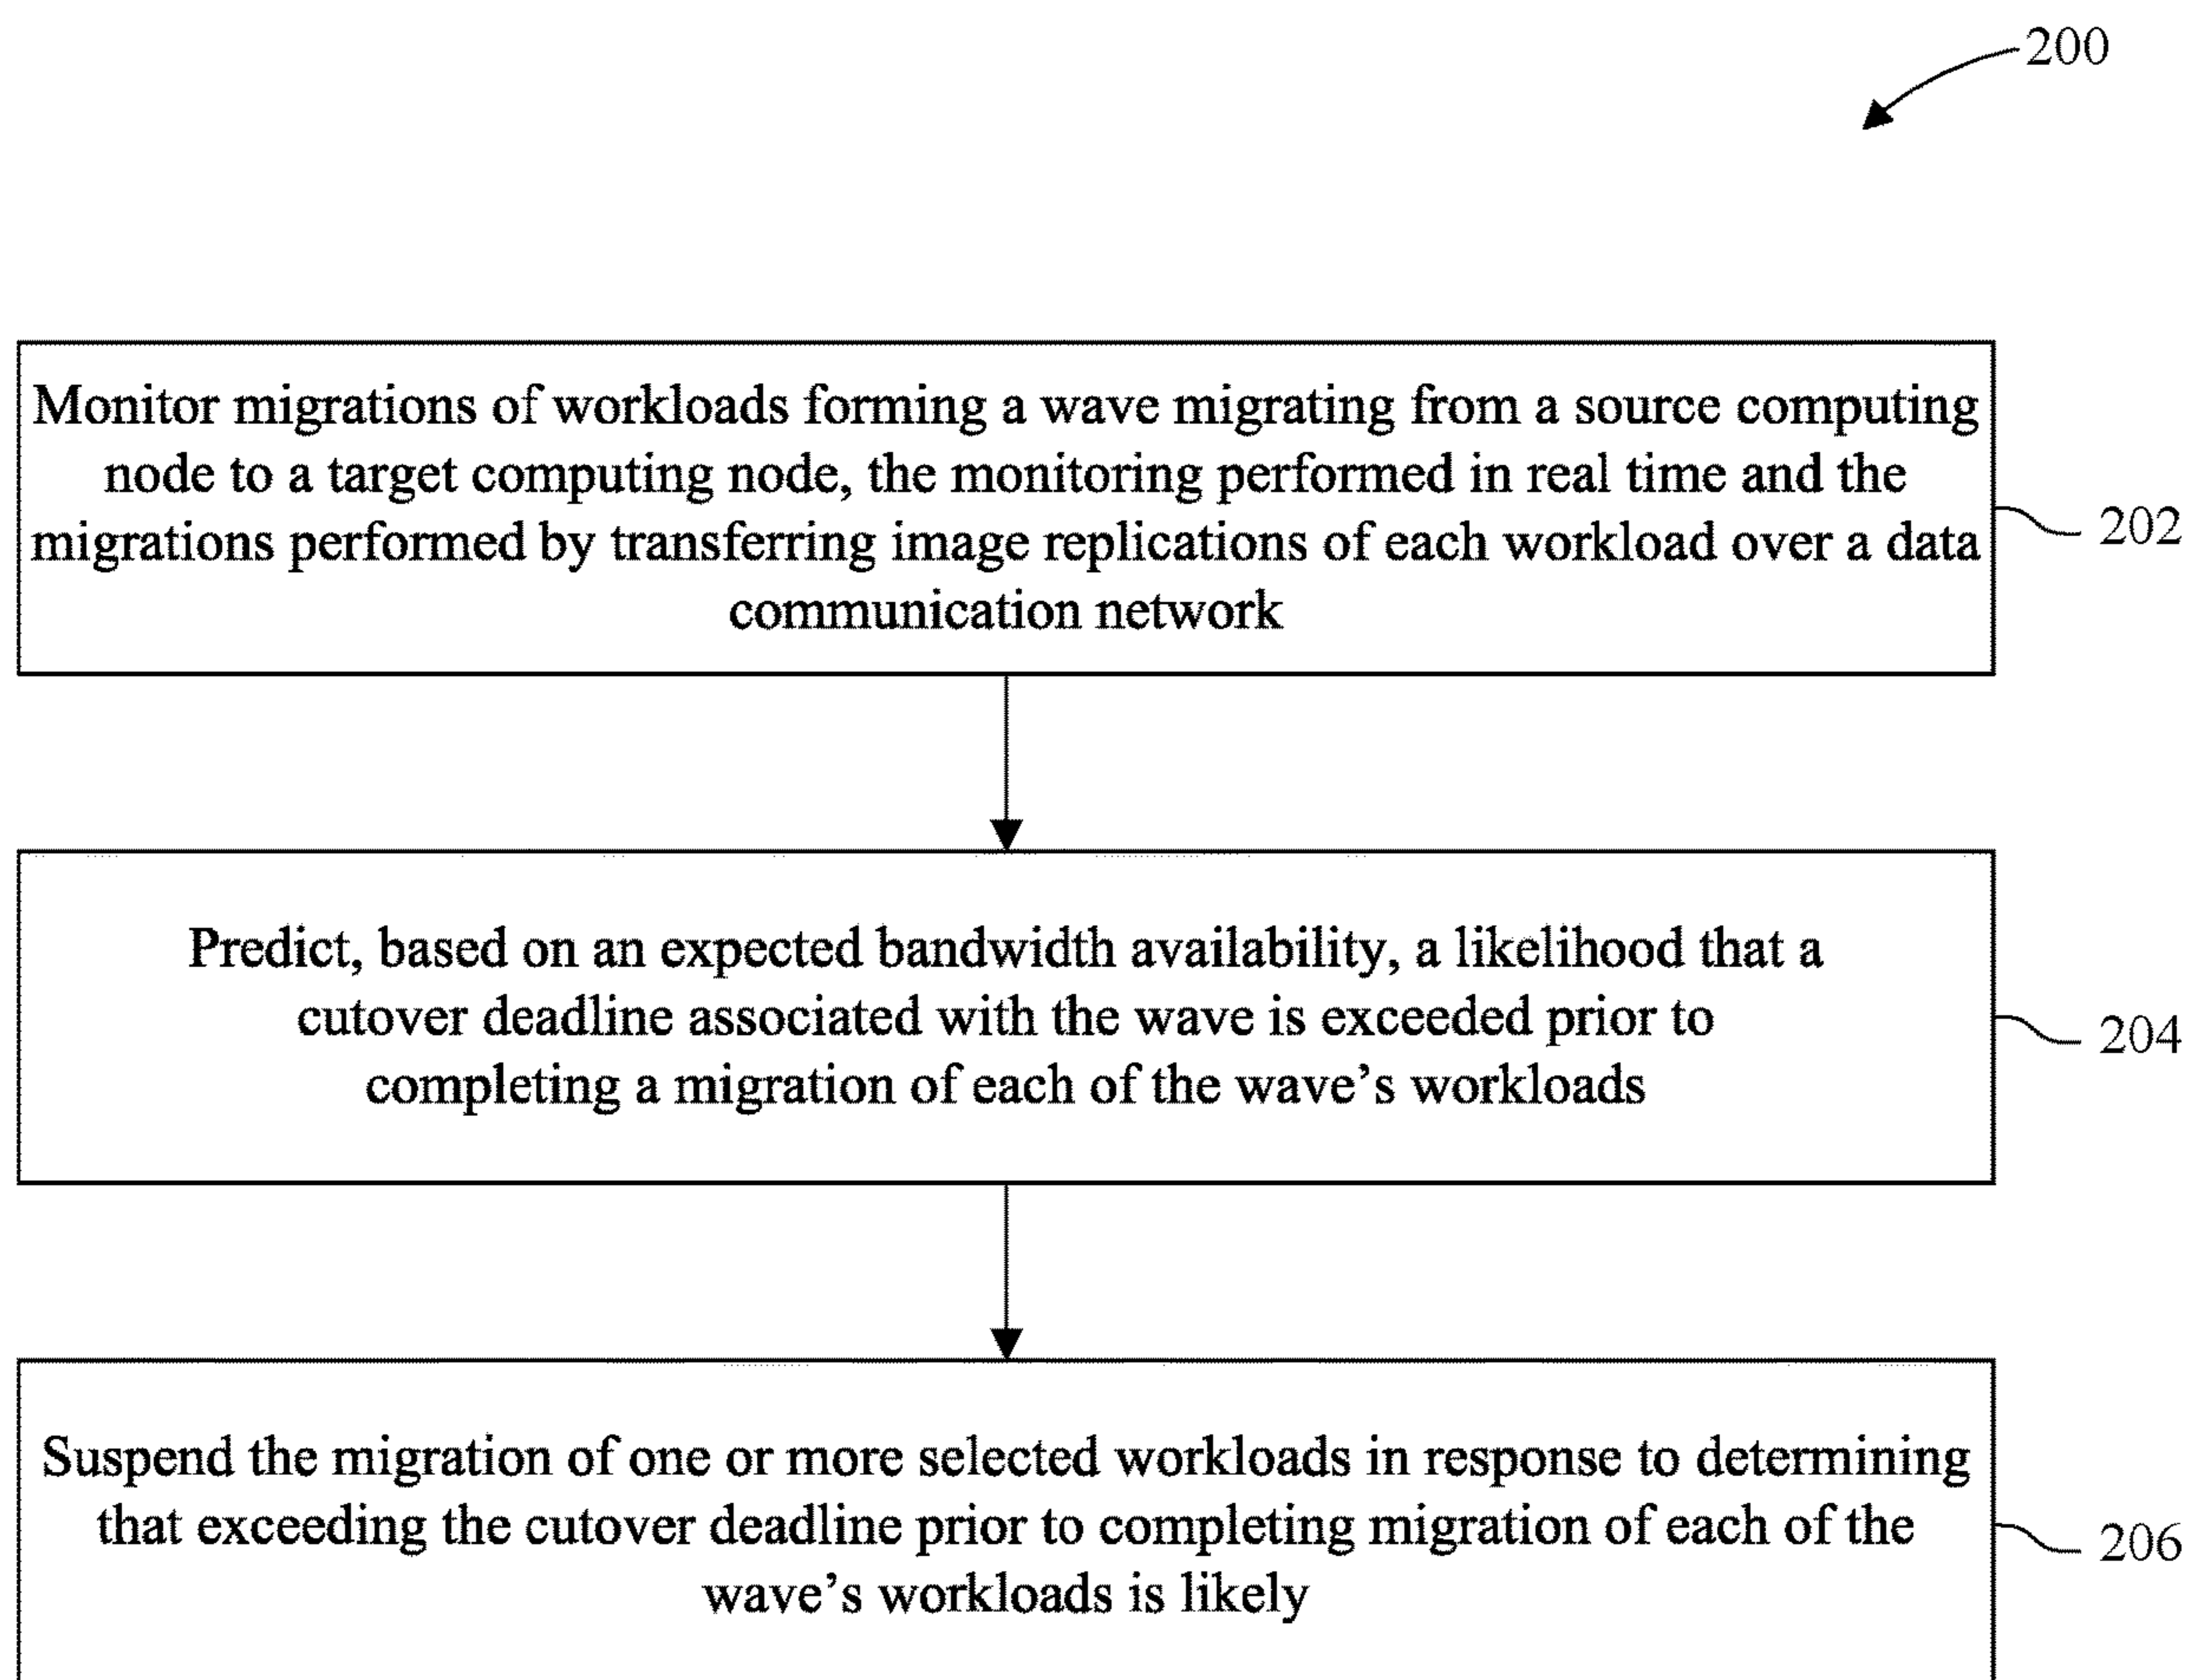 200
Monitor migrations of workloads forming a wave migrating from a source computing
node to a target computing node, the monitoring performed in real time and the
migrations performed by transferring image replications of each workload over a data
communication network
202
Predict, based on an expected bandwidth availability, a likelihood that a
cutover deadline associated with the wave is exceeded prior to
completing a migration of each of the wave’s workloads
204
Suspend the migration of one or more selected workloads in response to determining
that exceeding the cutover deadline prior to completing migration of each of the
wave’s workloads is likely
206